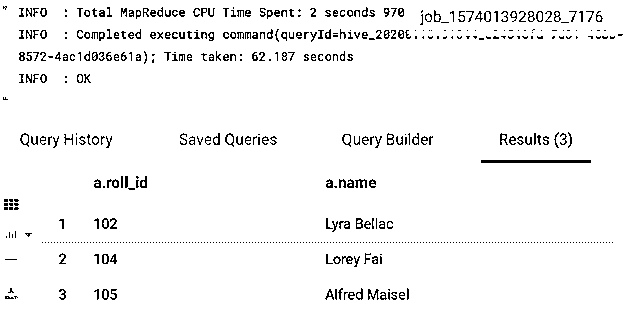 INFO : Total MapReduce CPU Time Spent: 2 seconds 970
job_1574013928028_7176
INFO : Completed executing command(queryId=hive_2020
8572-4ac1d036e61a); Time taken: 62.187 seconds
INFO : OK
Query History Saved Queries Query Builder Results (3)
a.roll_id a.name
1 102 Lyra Bellac
2 104 Lorey Fai
3 105 Alfred Maisel